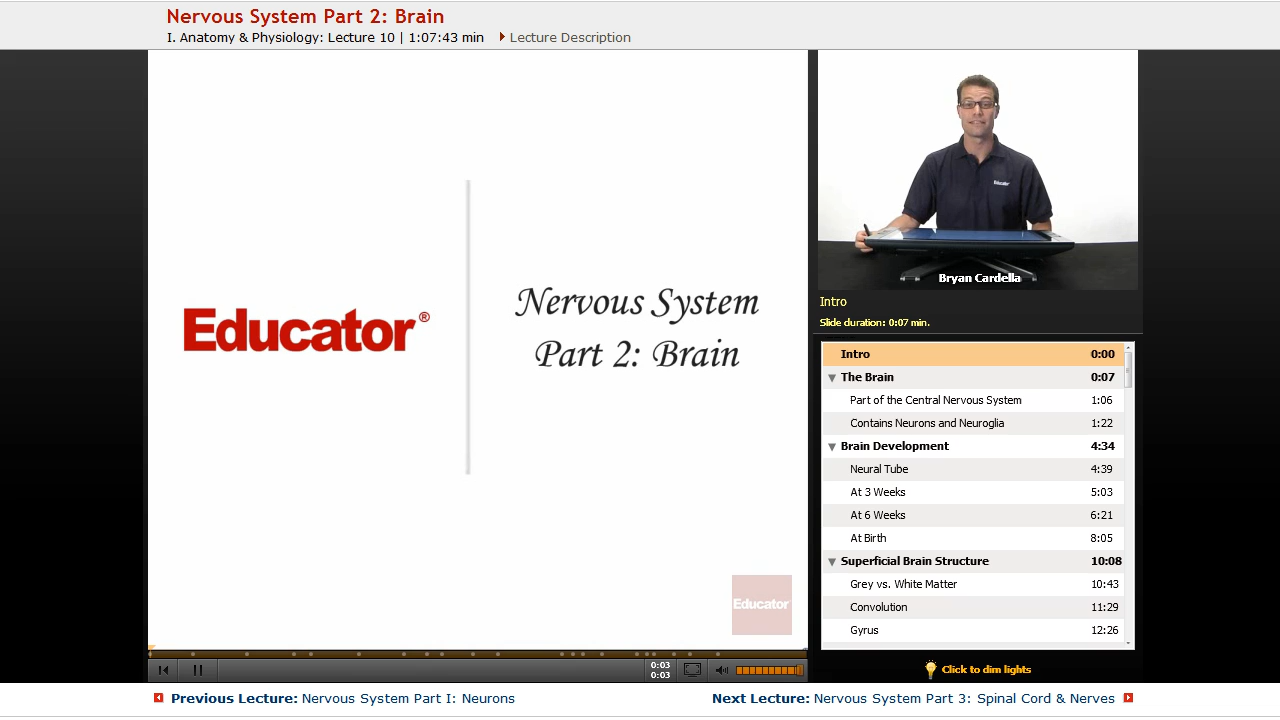 Nervous System Part 2: Brain
I. Anatomy & Physiology: Lecture 10 | 1:07:43 min Lecture Description
Educator®
Nervous System
Part 2: Brain
Educator
Educator
Bryan Cardella
Intro
Slide duration: 0:07 min.
Intro 0:00
The Brain 0:07
Part of the Central Nervous System 1:06
Contains Neurons and Neuroglia 1:22
Brain Development 4:34
Neural Tube 4:39
At 3 Weeks 5:03
At 6 Weeks 6:21
At Birth 8:05
Superficial Brain Structure 10:08
Grey vs. White Matter 10:43
Convolution 11:29
Gyrus 12:26
0:03
0:03
Click to dim lights
Previous Lecture: Nervous System Part I: Neurons
Next Lecture: Nervous System Part 3: Spinal Cord & Nerves